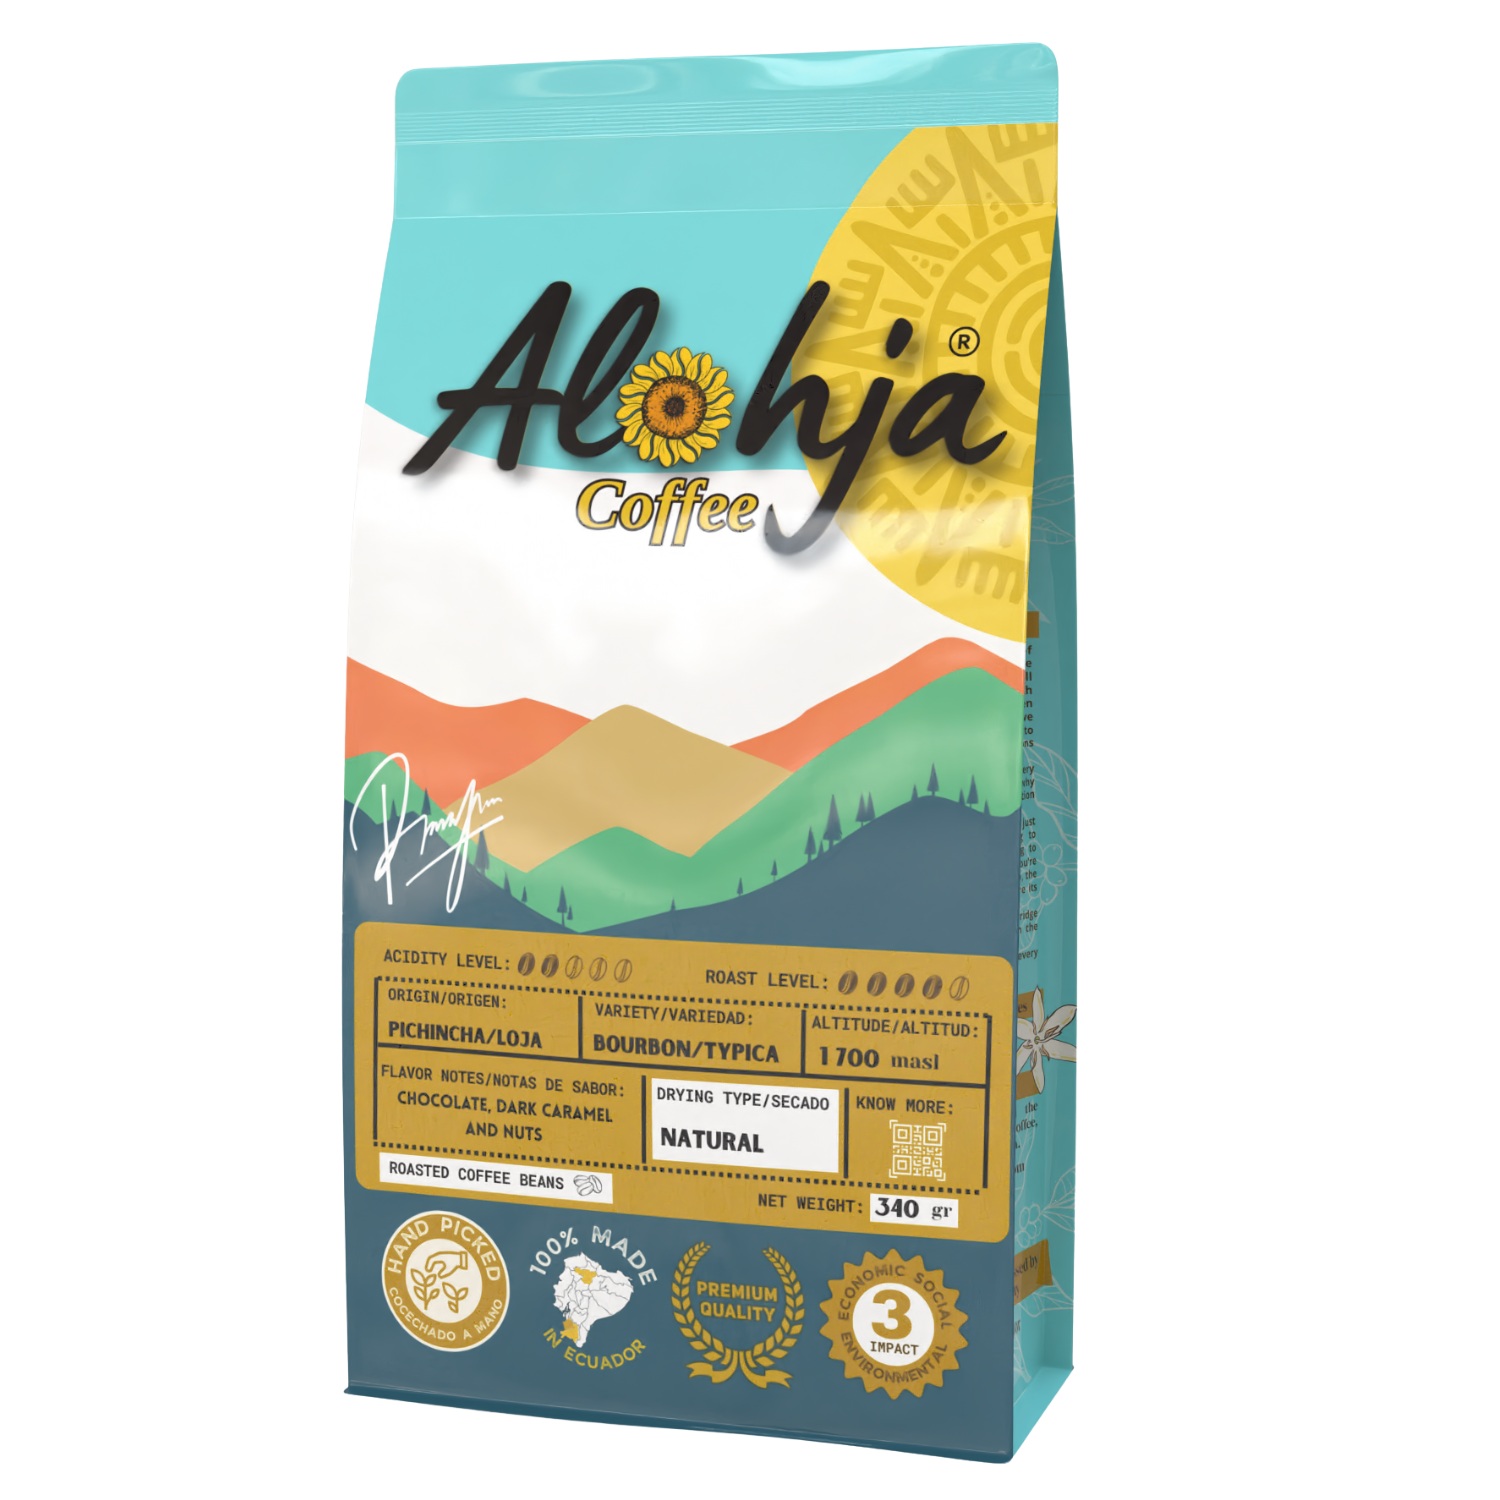 Alohja ®
Coffee
ACIDITY LEVEL:
ROAST LEVEL:
ORIGIN/ORIGEN:
PICHINCHA/LOJA
VARIETY/VARIEDAD:
BOURBON/TYPICA
ALTITUDE/ALTITUD:
1700 masl
FLAVOR NOTES/NOTAS DE SABOR:
CHOCOLATE, DARK CARAMEL
AND NUTS
DRYING TYPE/SECADO
NATURAL
KNOW MORE:
ROASTED COFFEE BEANS
NET WEIGHT: 340 gr
HAND PICKED
COCECHADO A MANO
100% MADE
IN ECUADOR
PREMIUM
QUALITY
ECONOMIC SOCIAL
3
IMPACT
ENVIRONMENTAL